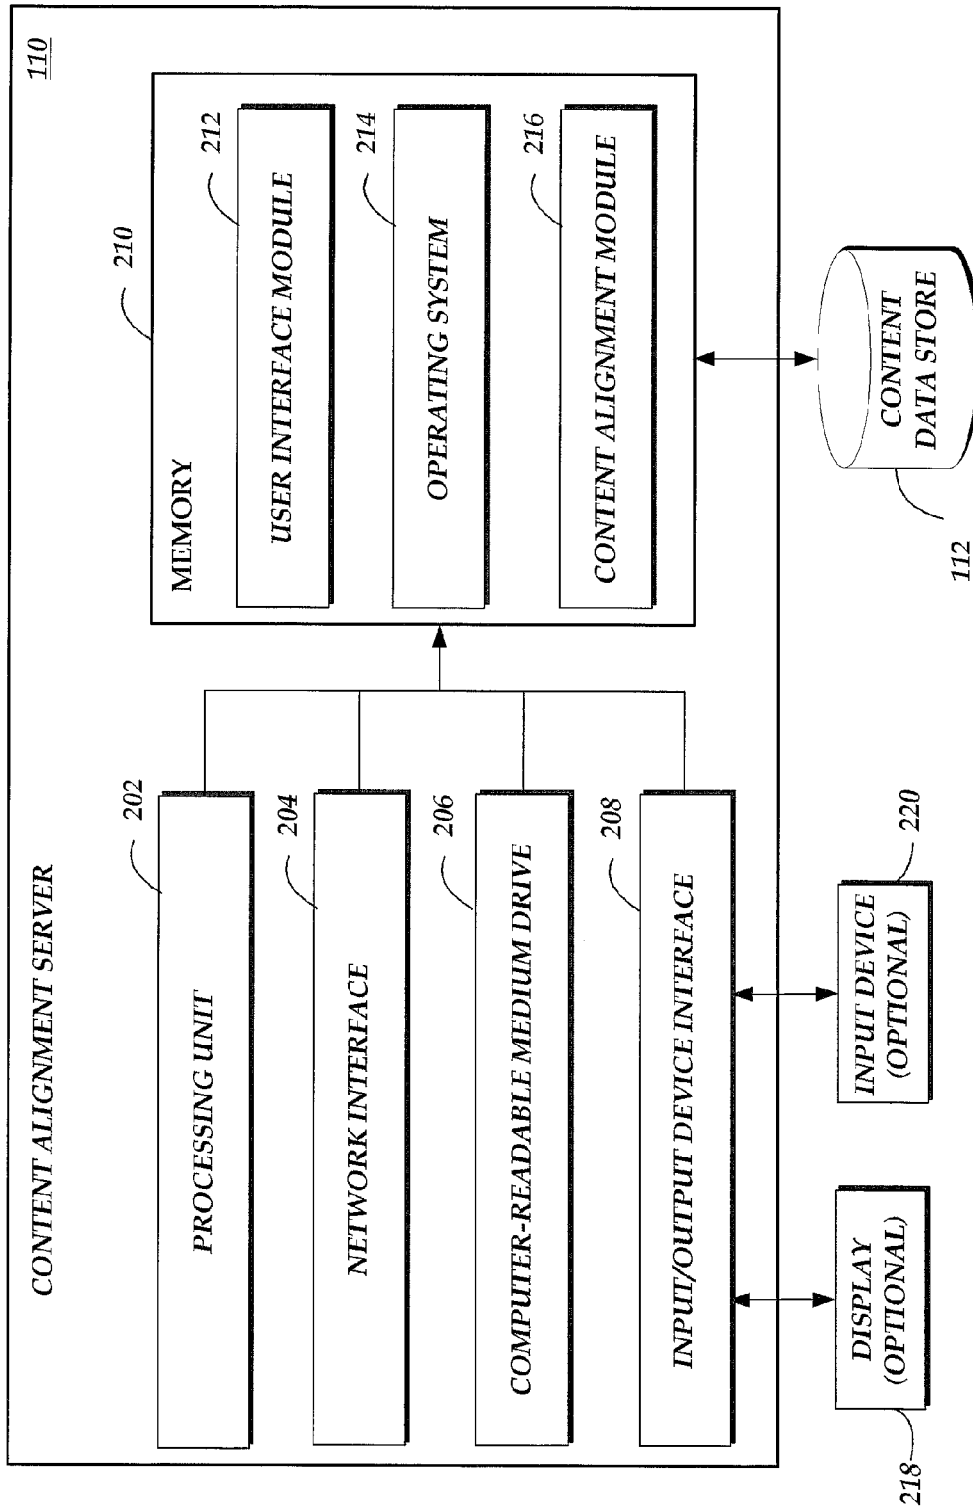 CONTENT ALIGNMENT SERVER
110
202
PROCESSING UNIT
204
NETWORK INTERFACE
206
COMPUTER-READABLE MEDIUM DRIVE
208
INPUT/OUTPUT DEVICE INTERFACE
210
MEMORY
212
USER INTERFACE MODULE
214
OPERATING SYSTEM
216
CONTENT ALIGNMENT MODULE
218
DISPLAY
(OPTIONAL)
220
INPUT DEVICE
(OPTIONAL)
112
CONTENT
DATA STORE